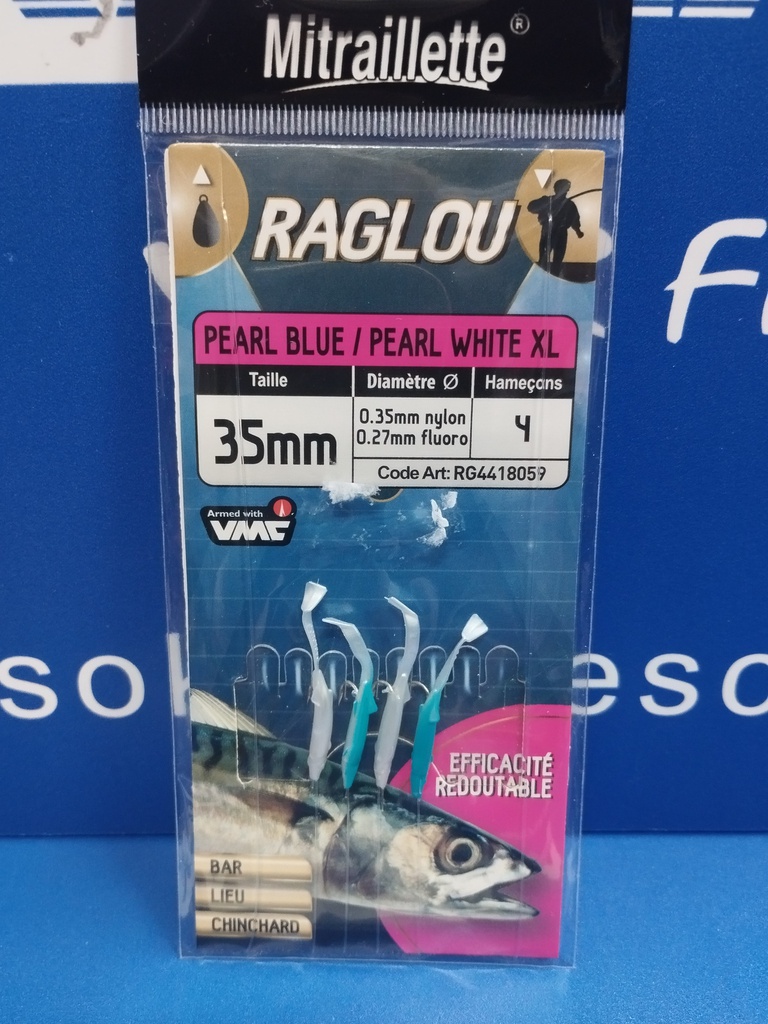 Mitraillette®
RAGLOU
PEARL BLUE / PEARL WHITE XL
Taille
Diamètre Ø
Hameçons
35mm
0.35mm nylon
0.27mm fluoro
4
Code Art: RG4418059
Armed with
VMC
EFFICACITÉ
REDOUTABLE
BAR
LIEU
CHINCHARD